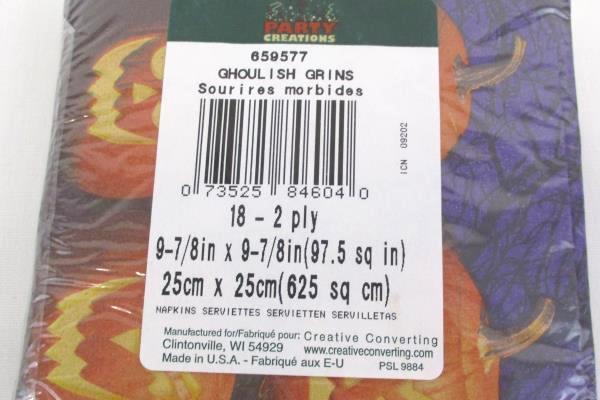 PARTY
CREATIONS
659577
GHOULISH GRINS
Sourires morbides
0 73525 84604 0
ICN 09202
18 - 2 ply
9-7/8in x 9-7/8in(97.5 sq in)
25cm x 25cm(625 sq cm)
NAPKINS SERVIETTES SERVIETTEN SERVILLETAS
Manufactured for/Fabriqué pour: Creative Converting
Clintonville, WI 54929 www.creativeconverting.com
Made in U.S.A. - Fabriqué aux E-U PSL 9884